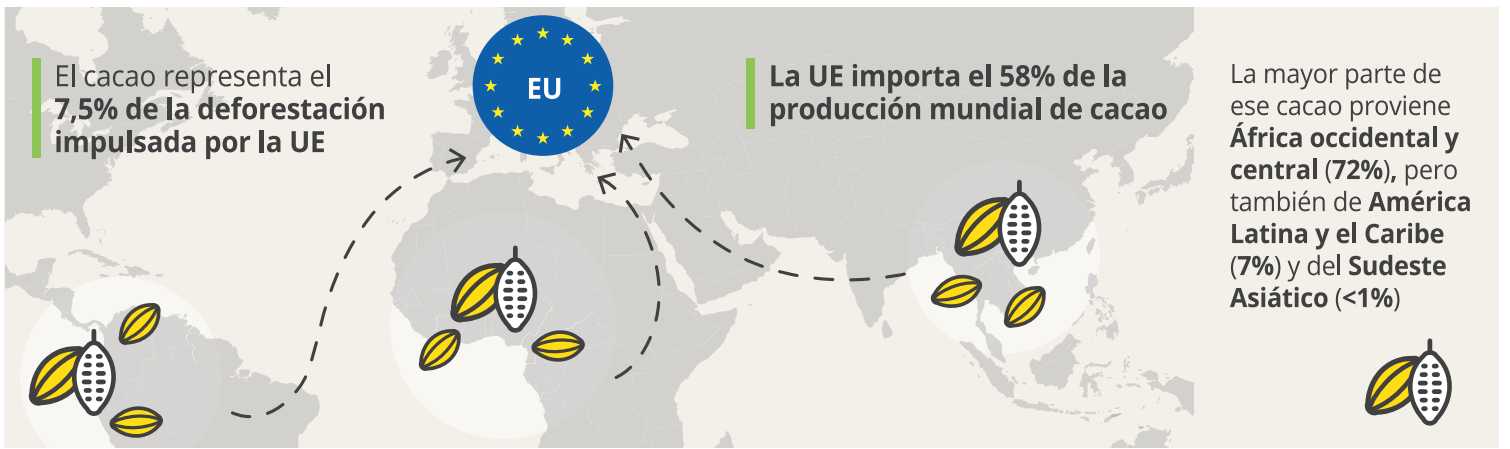 El cacao representa el
7,5% de la deforestación
impulsada por la UE
EU
La UE importa el 58% de la
producción mundial de cacao
La mayor parte de
ese cacao proviene
África occidental y
central (72%), pero
también de América
Latina y el Caribe
(7%) y del Sudeste
Asiático (<1%)